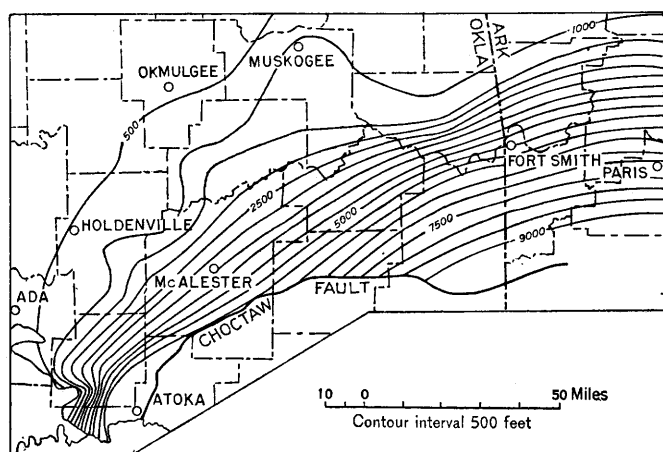 1000
ARK
OKLA
MUSKOGEE
OKMULGEE
500
FORT SMITH
PARIS
2500
5000
7500
HOLDENVILLE
9000
McALESTER
FAULT
ADA
CHOCTAW
ATOKA
10 0 50 Miles
Contour interval 500 feet